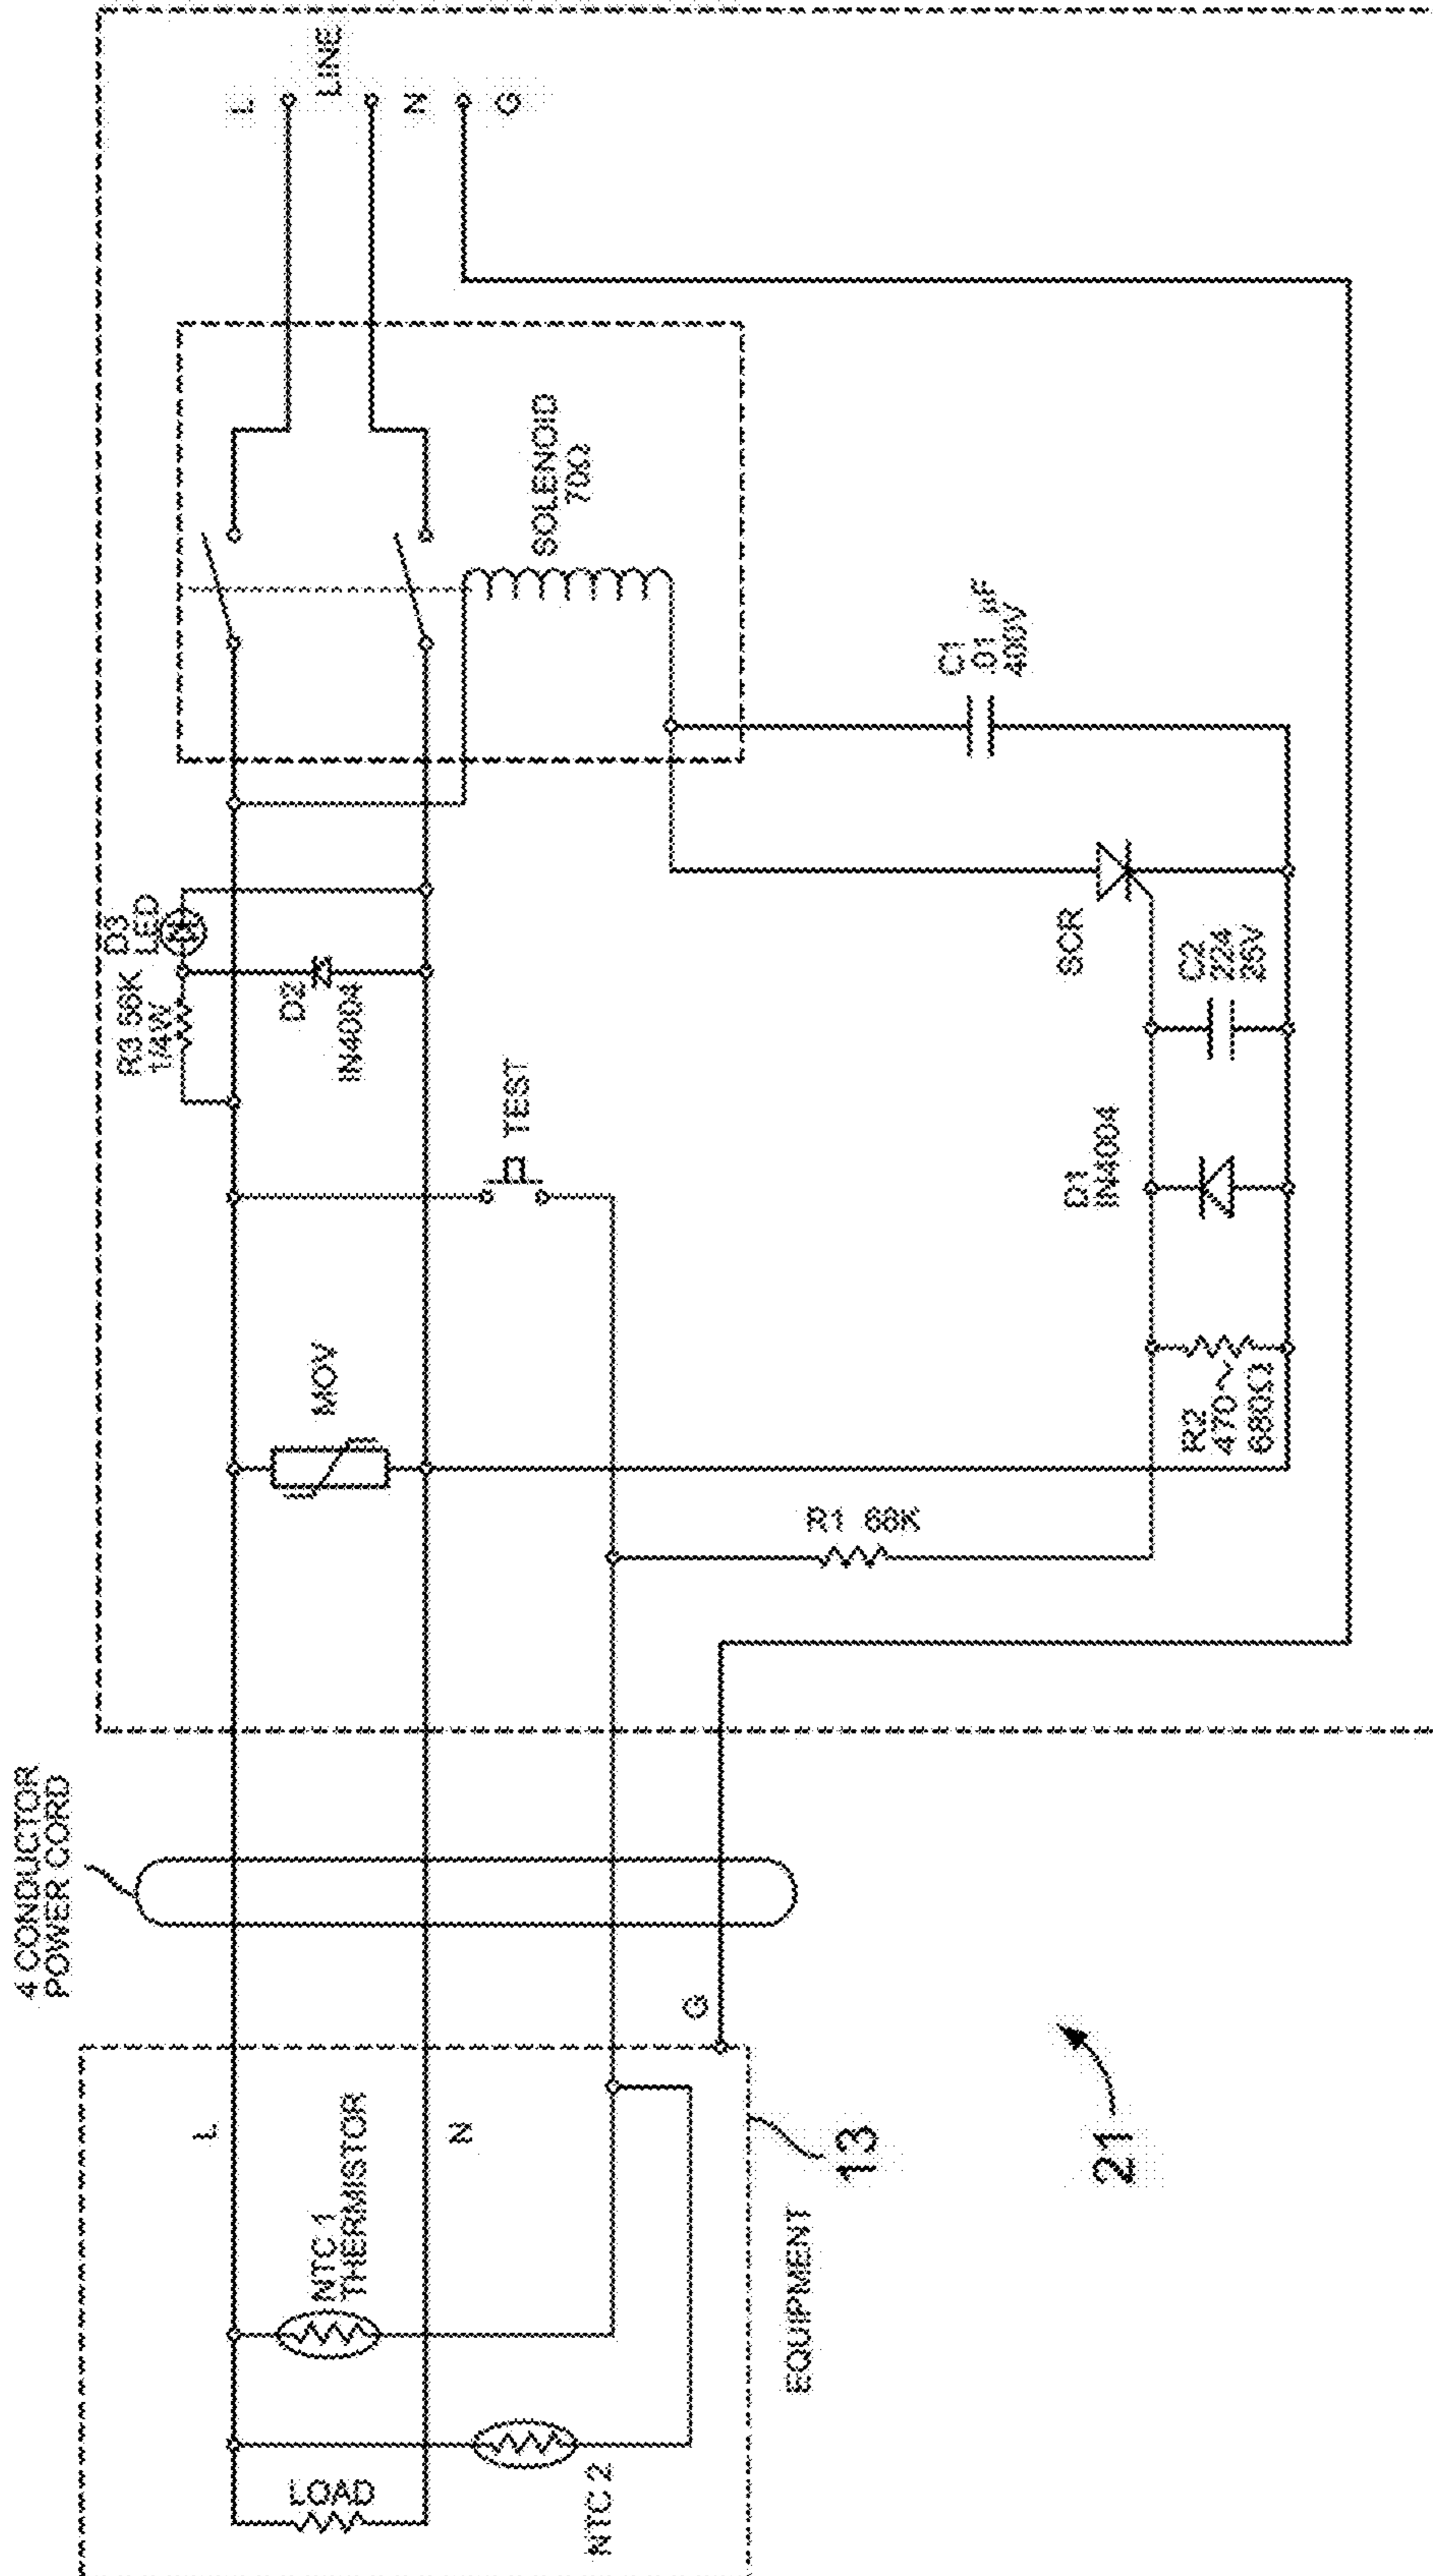 4 CONDUCTOR
POWER CORD
L
LINE
N
G
SOLENOID
70Ω
C1
.01 uF
400V
D3
LED
R3 56K
1/4W
D2
IN4004
TEST
SCR
C2
224
25V
D1
IN4004
MOV
R2
470~
680Ω
R1 68K
G
L
N
NTC 1
THERMISTOR
13
21
EQUIPMENT
LOAD
NTC 2